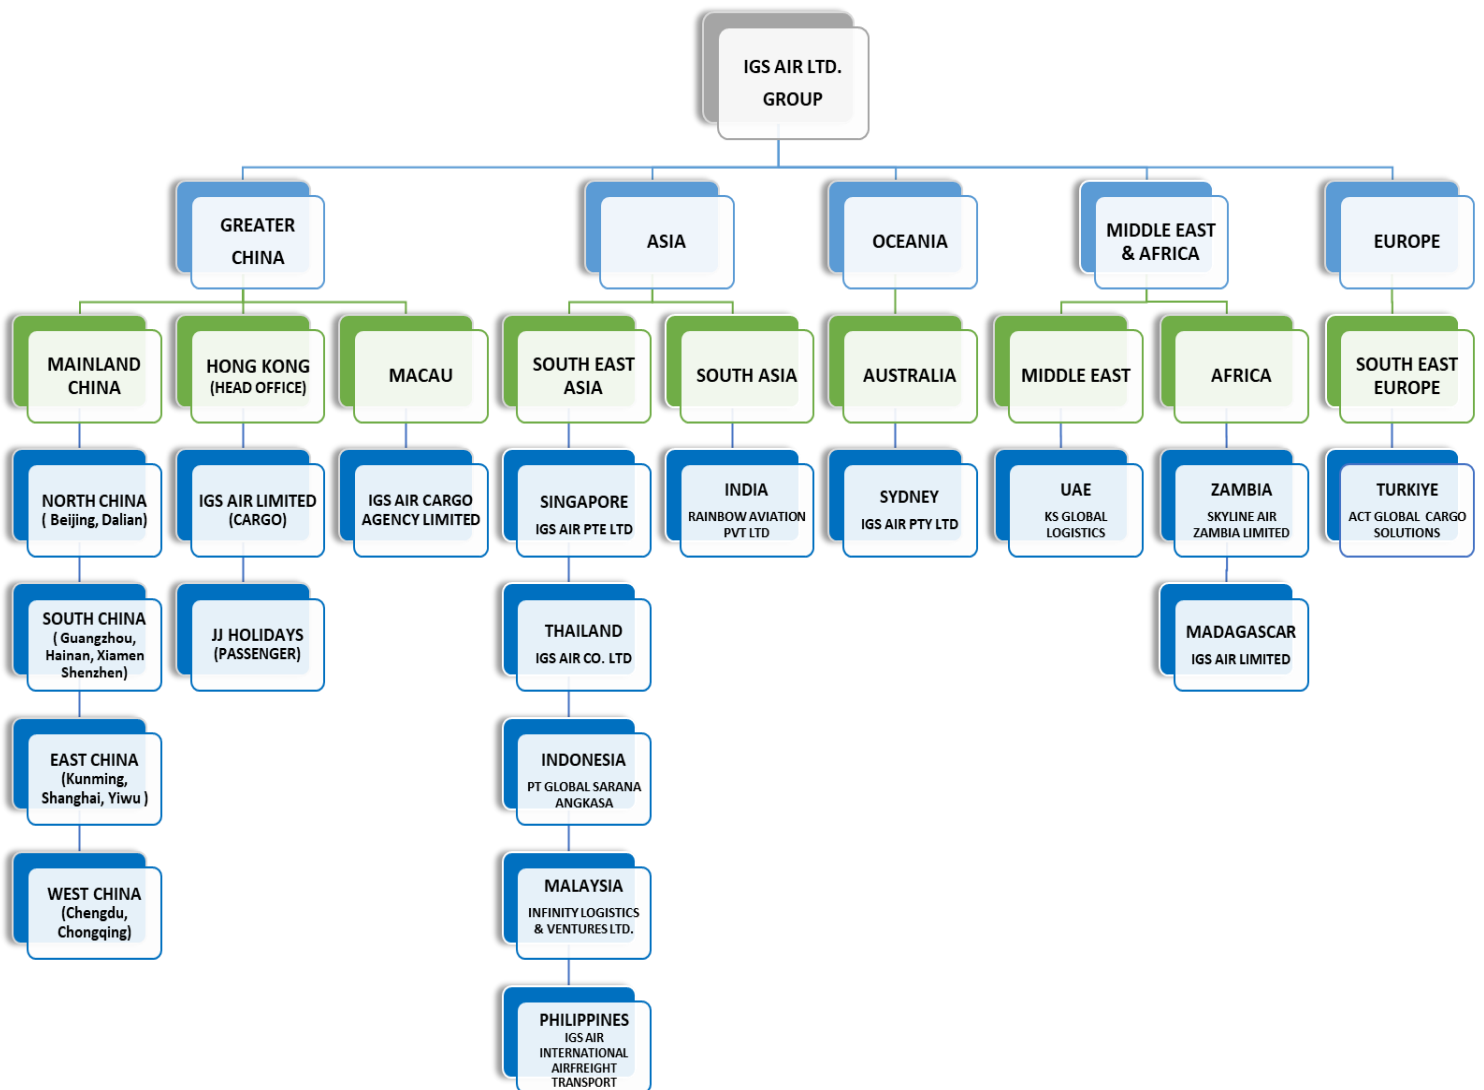 IGS AIR LTD.
GROUP
GREATER
CHINA
ASIA
OCEANIA
MIDDLE EAST
& AFRICA
EUROPE
MAINLAND
CHINA
HONG KONG
(HEAD OFFICE)
MACAU
SOUTH EAST
ASIA
SOUTH ASIA
AUSTRALIA
MIDDLE EAST
AFRICA
SOUTH EAST
EUROPE
NORTH CHINA
( Beijing, Dalian)
IGS AIR LIMITED
(CARGO)
IGS AIR CARGO
AGENCY LIMITED
SINGAPORE
IGS AIR PTE LTD
INDIA
RAINBOW AVIATION
PVT LTD
SYDNEY
IGS AIR PTY LTD
UAE
KS GLOBAL
LOGISTICS
ZAMBIA
SKYLINE AIR
ZAMBIA LIMITED
TURKIYE
ACT GLOBAL CARGO
SOLUTIONS
SOUTH CHINA
( Guangzhou,
Hainan, Xiamen
Shenzhen)
JJ HOLIDAYS
(PASSENGER)
THAILAND
IGS AIR CO. LTD
MADAGASCAR
IGS AIR LIMITED
EAST CHINA
(Kunming,
Shanghai, Yiwu )
INDONESIA
PT GLOBAL SARANA
ANGKASA
WEST CHINA
(Chengdu,
Chongqing)
MALAYSIA
INFINITY LOGISTICS
& VENTURES LTD.
PHILIPPINES
IGS AIR
INTERNATIONAL
AIRFREIGHT
TRANSPORT